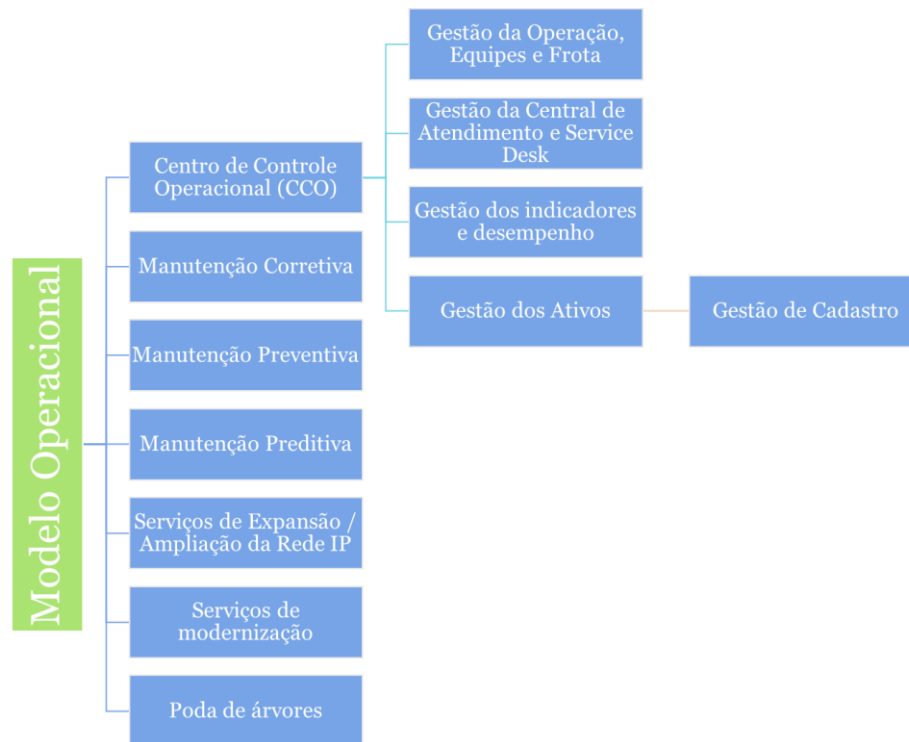 Modelo Operacional
Centro de Controle
Operacional (CCO)
Gestão da Operação,
Equipes e Frota
Gestão da Central de
Atendimento e Service
Desk
Gestão dos indicadores
e desempenho
Gestão dos Ativos
Gestão de Cadastro
Manutenção Corretiva
Manutenção Preventiva
Manutenção Preditiva
Serviços de Expansão /
Ampliação da Rede IP
Serviços de
modernização
Poda de árvores